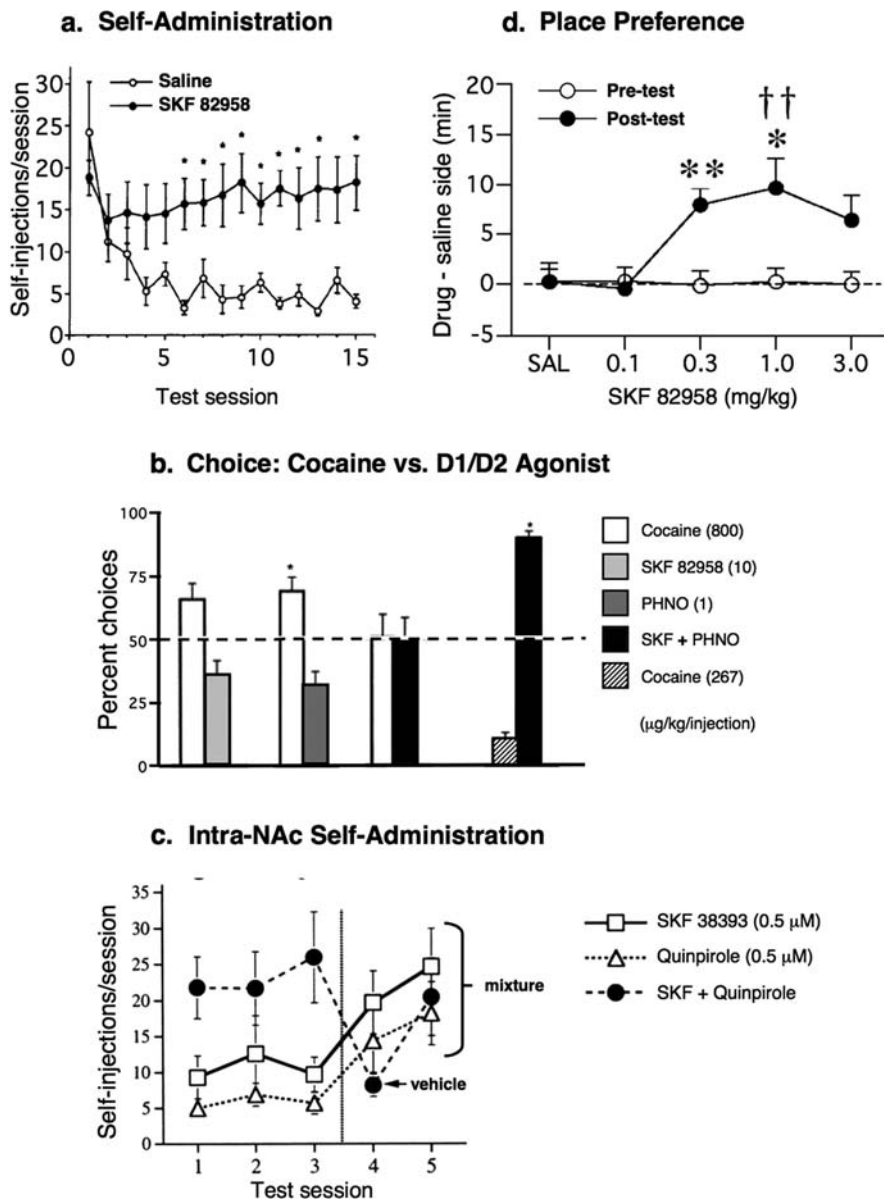 a. Self-Administration
Self-injections/session
30
25
20
15
10
5
0
Saline
SKF 82958
* * * * * * * * *
0 5 10 15
Test session
d. Place Preference
Drug - saline side (min)
20
15
10
5
0
-5
Pre-test
Post-test
††
*
**
SAL 0.1 0.3 1.0 3.0
SKF 82958 (mg/kg)
b. Choice: Cocaine vs. D1/D2 Agonist
Percent choices
100
75
50
25
0
*
*
Cocaine (800)
SKF 82958 (10)
PHNO (1)
SKF + PHNO
Cocaine (267)
(μg/kg/injection)
c. Intra-NAc Self-Administration
Self-injections/session
35
30
25
20
15
10
5
0
mixture
vehicle
1 2 3 4 5
Test session
SKF 38393 (0.5 μM)
Quinpirole (0.5 μM)
SKF + Quinpirole